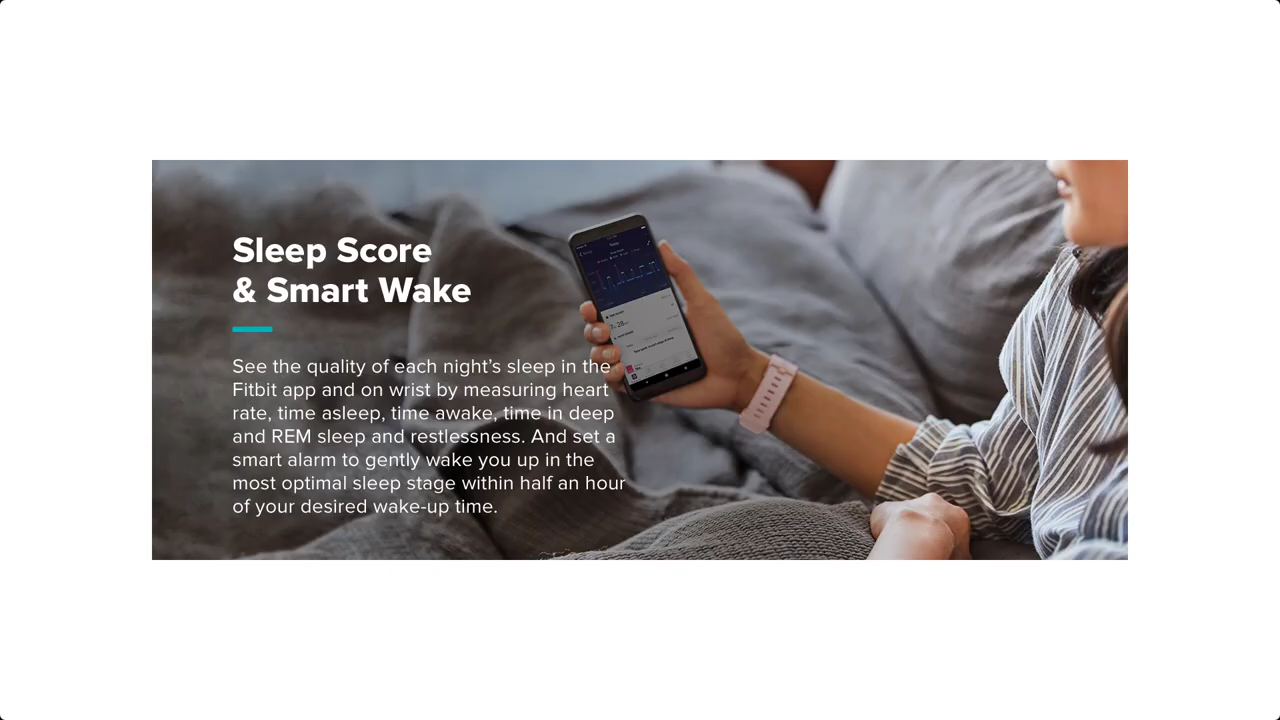 Sleep Score
& Smart Wake
See the quality of each night’s sleep in the
Fitbit app and on wrist by measuring heart
rate, time asleep, time awake, time in deep
and REM sleep and restlessness. And set a
smart alarm to gently wake you up in the
most optimal sleep stage within half an hour
of your desired wake-up time.